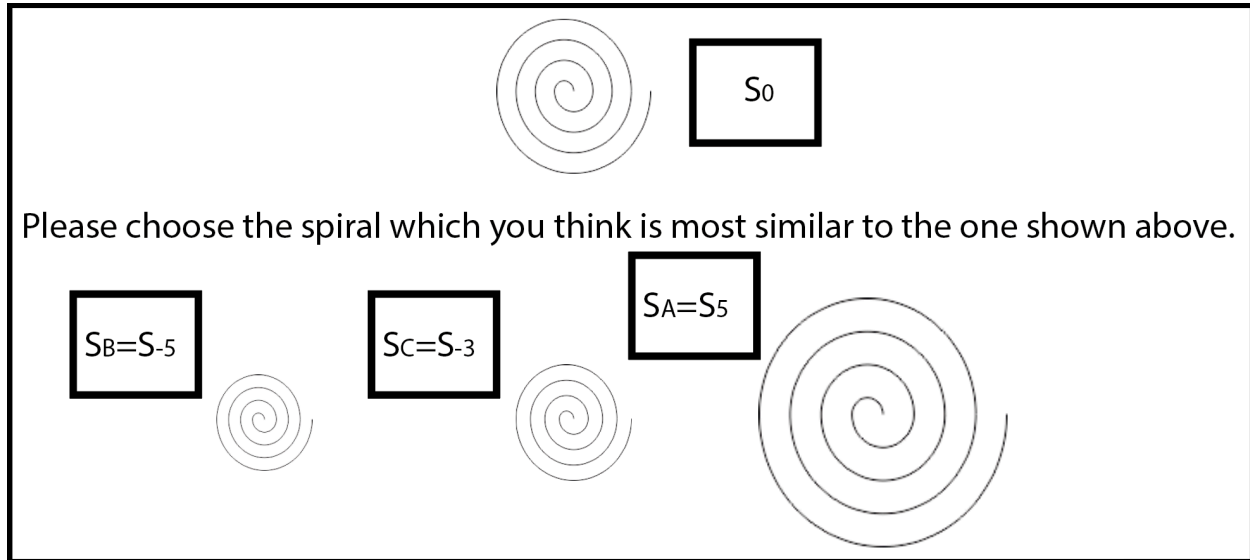 S0
Please choose the spiral which you think is most similar to the one shown above.
SB=S-5
SC=S-3
SA=S5